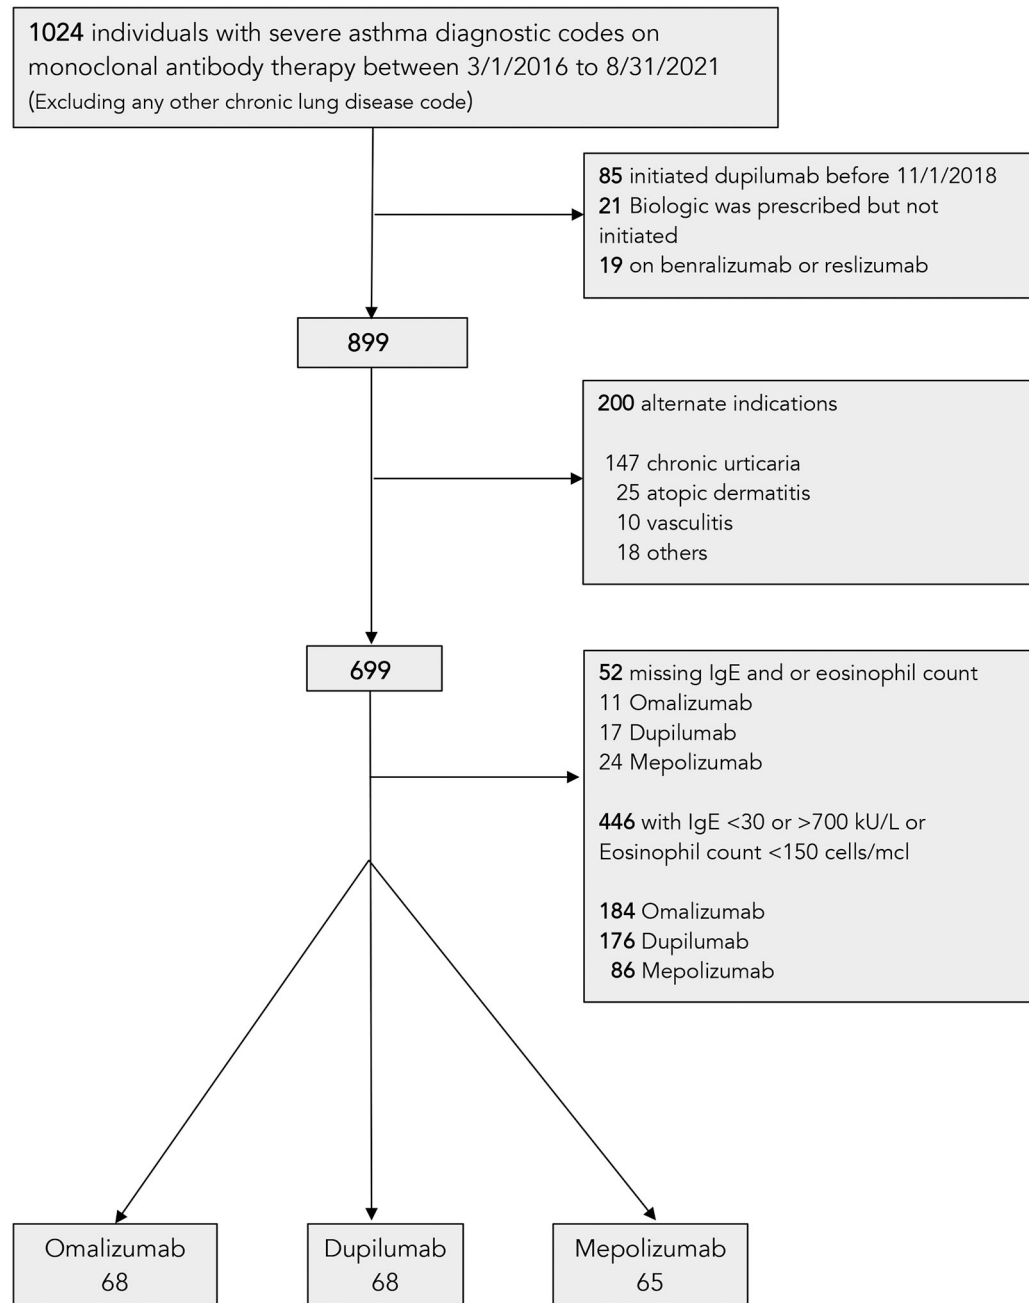 1024 individuals with severe asthma diagnostic codes on
monoclonal antibody therapy between 3/1/2016 to 8/31/2021
(Excluding any other chronic lung disease code)
85 initiated dupilumab before 11/1/2018
21 Biologic was prescribed but not
initiated
19 on benralizumab or reslizumab
899
200 alternate indications
147 chronic urticaria
25 atopic dermatitis
10 vasculitis
18 others
699
52 missing IgE and or eosinophil count
11 Omalizumab
17 Dupilumab
24 Mepolizumab
446 with IgE <30 or >700 kU/L or
Eosinophil count <150 cells/mcl
184 Omalizumab
176 Dupilumab
86 Mepolizumab
Omalizumab
68
Dupilumab
68
Mepolizumab
65